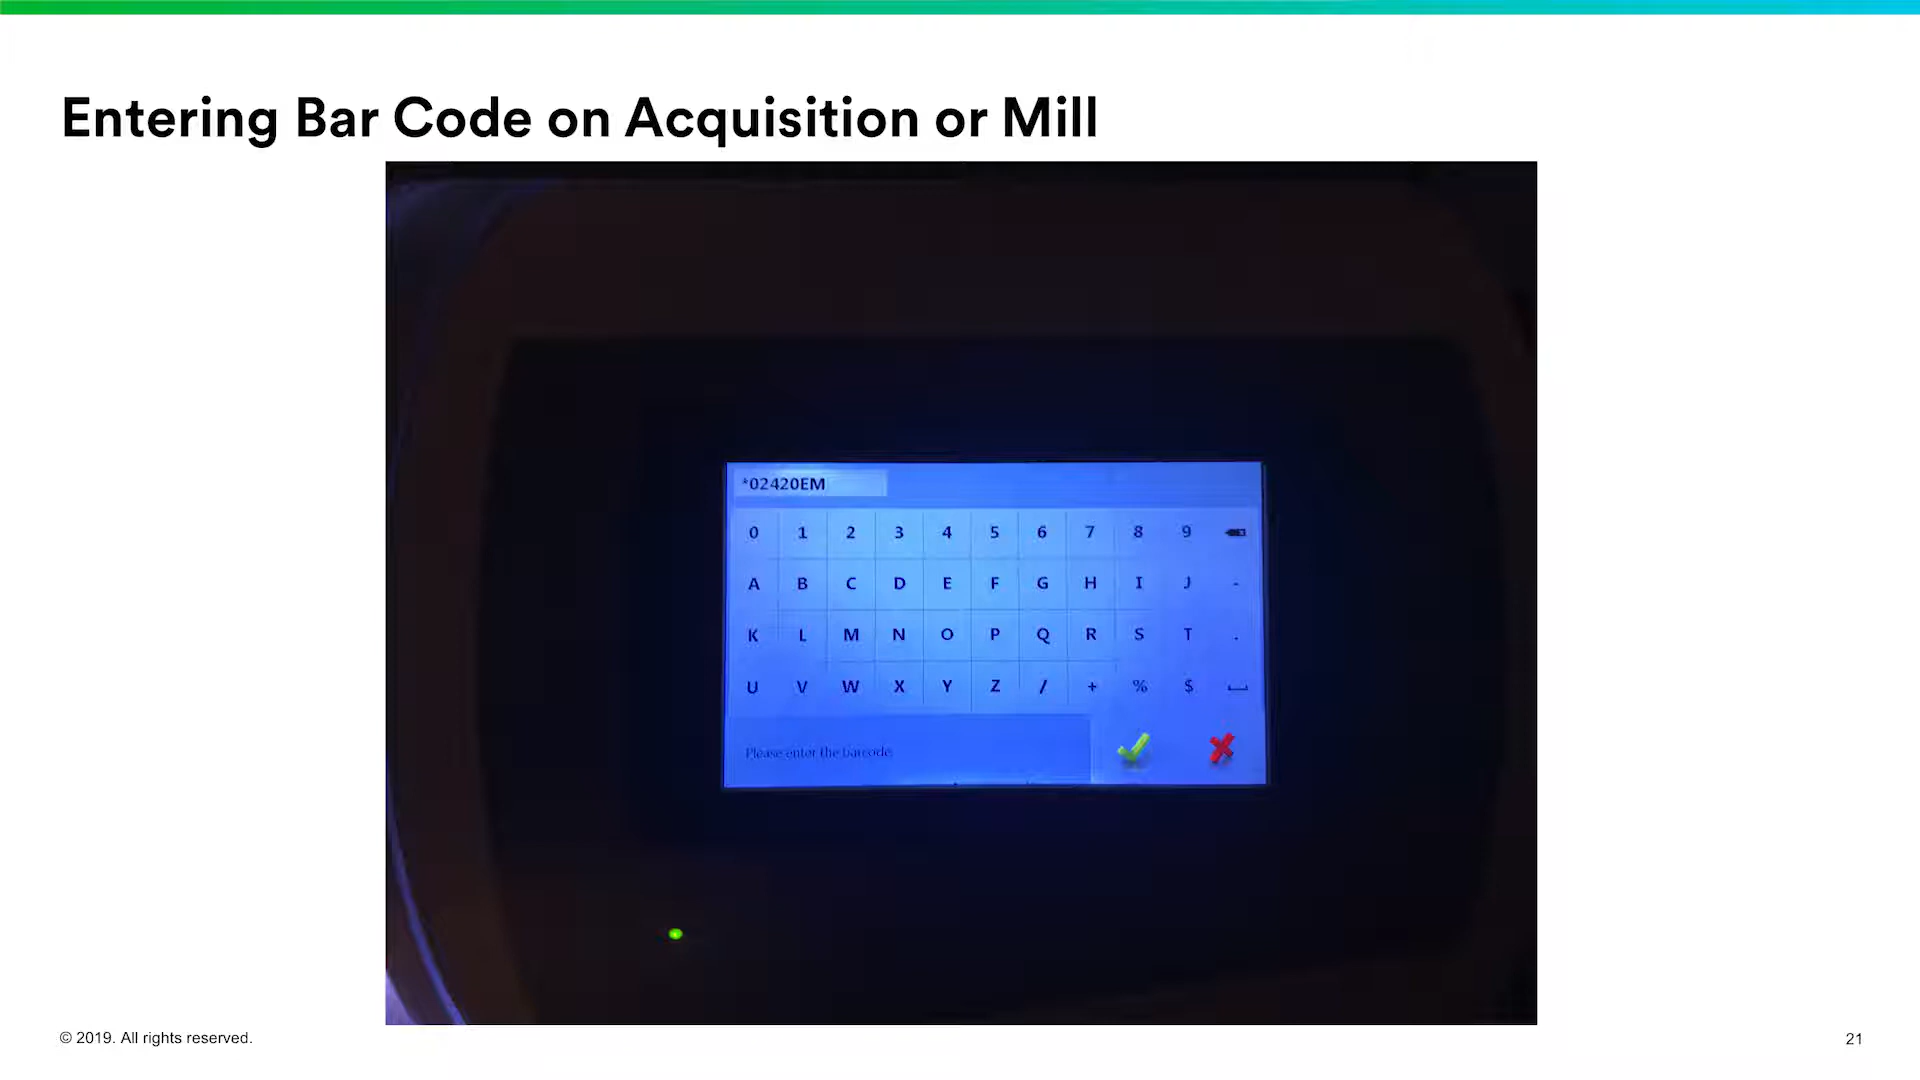 Entering Bar Code on Acquisition or Mill
*02420EM
0 1 2 3 4 5 6 7 8 9
A B C D E F G H I J -
K L M N O P Q R S T .
U V W X Y Z / + % $
Please enter the barcode.
© 2019. All rights reserved.
21